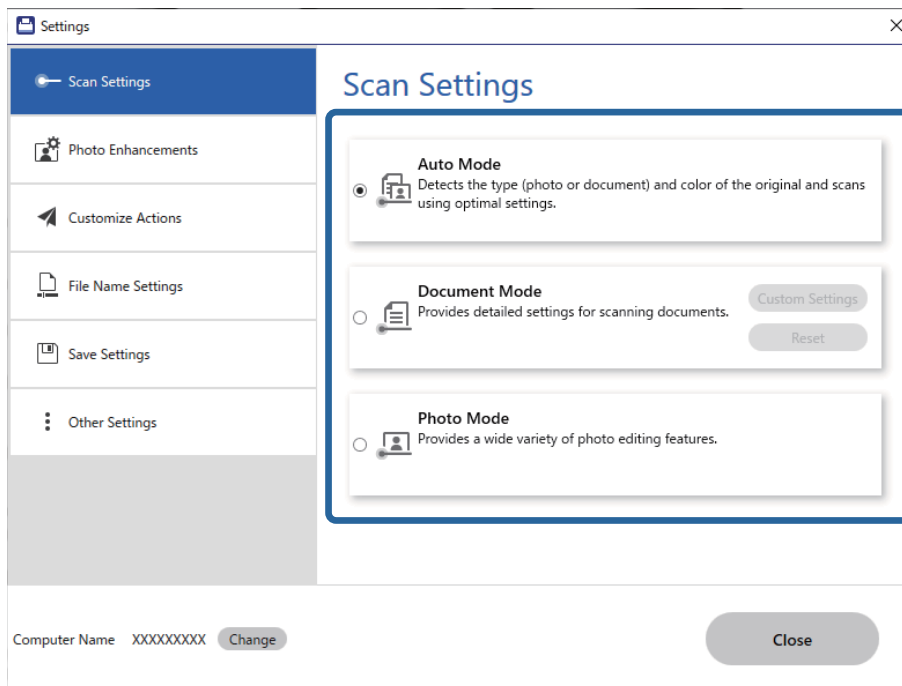 Settings
Scan Settings
Photo Enhancements
Customize Actions
File Name Settings
Save Settings
Other Settings
Scan Settings
Auto Mode
Detects the type (photo or document) and color of the original and scans
using optimal settings.
Document Mode
Provides detailed settings for scanning documents.
Custom Settings
Reset
Photo Mode
Provides a wide variety of photo editing features.
Computer Name XXXXXXXXX Change
Close